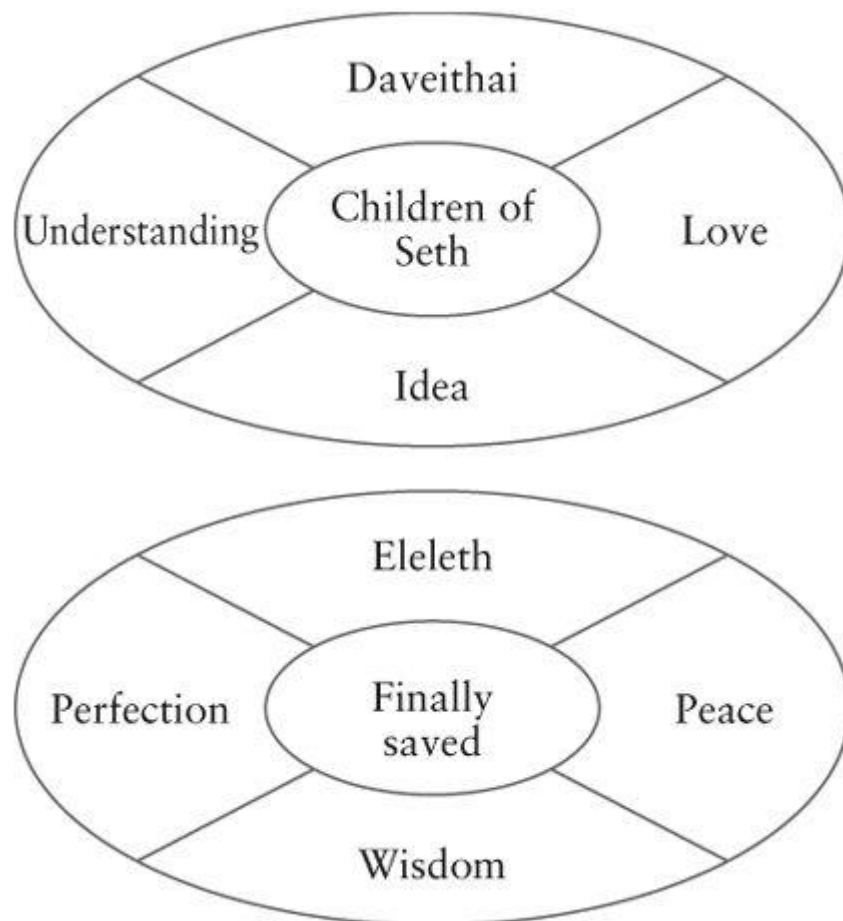 Daveithai
Understanding
Children of
Seth
Love
Idea
Eleleth
Perfection
Finally
saved
Peace
Wisdom